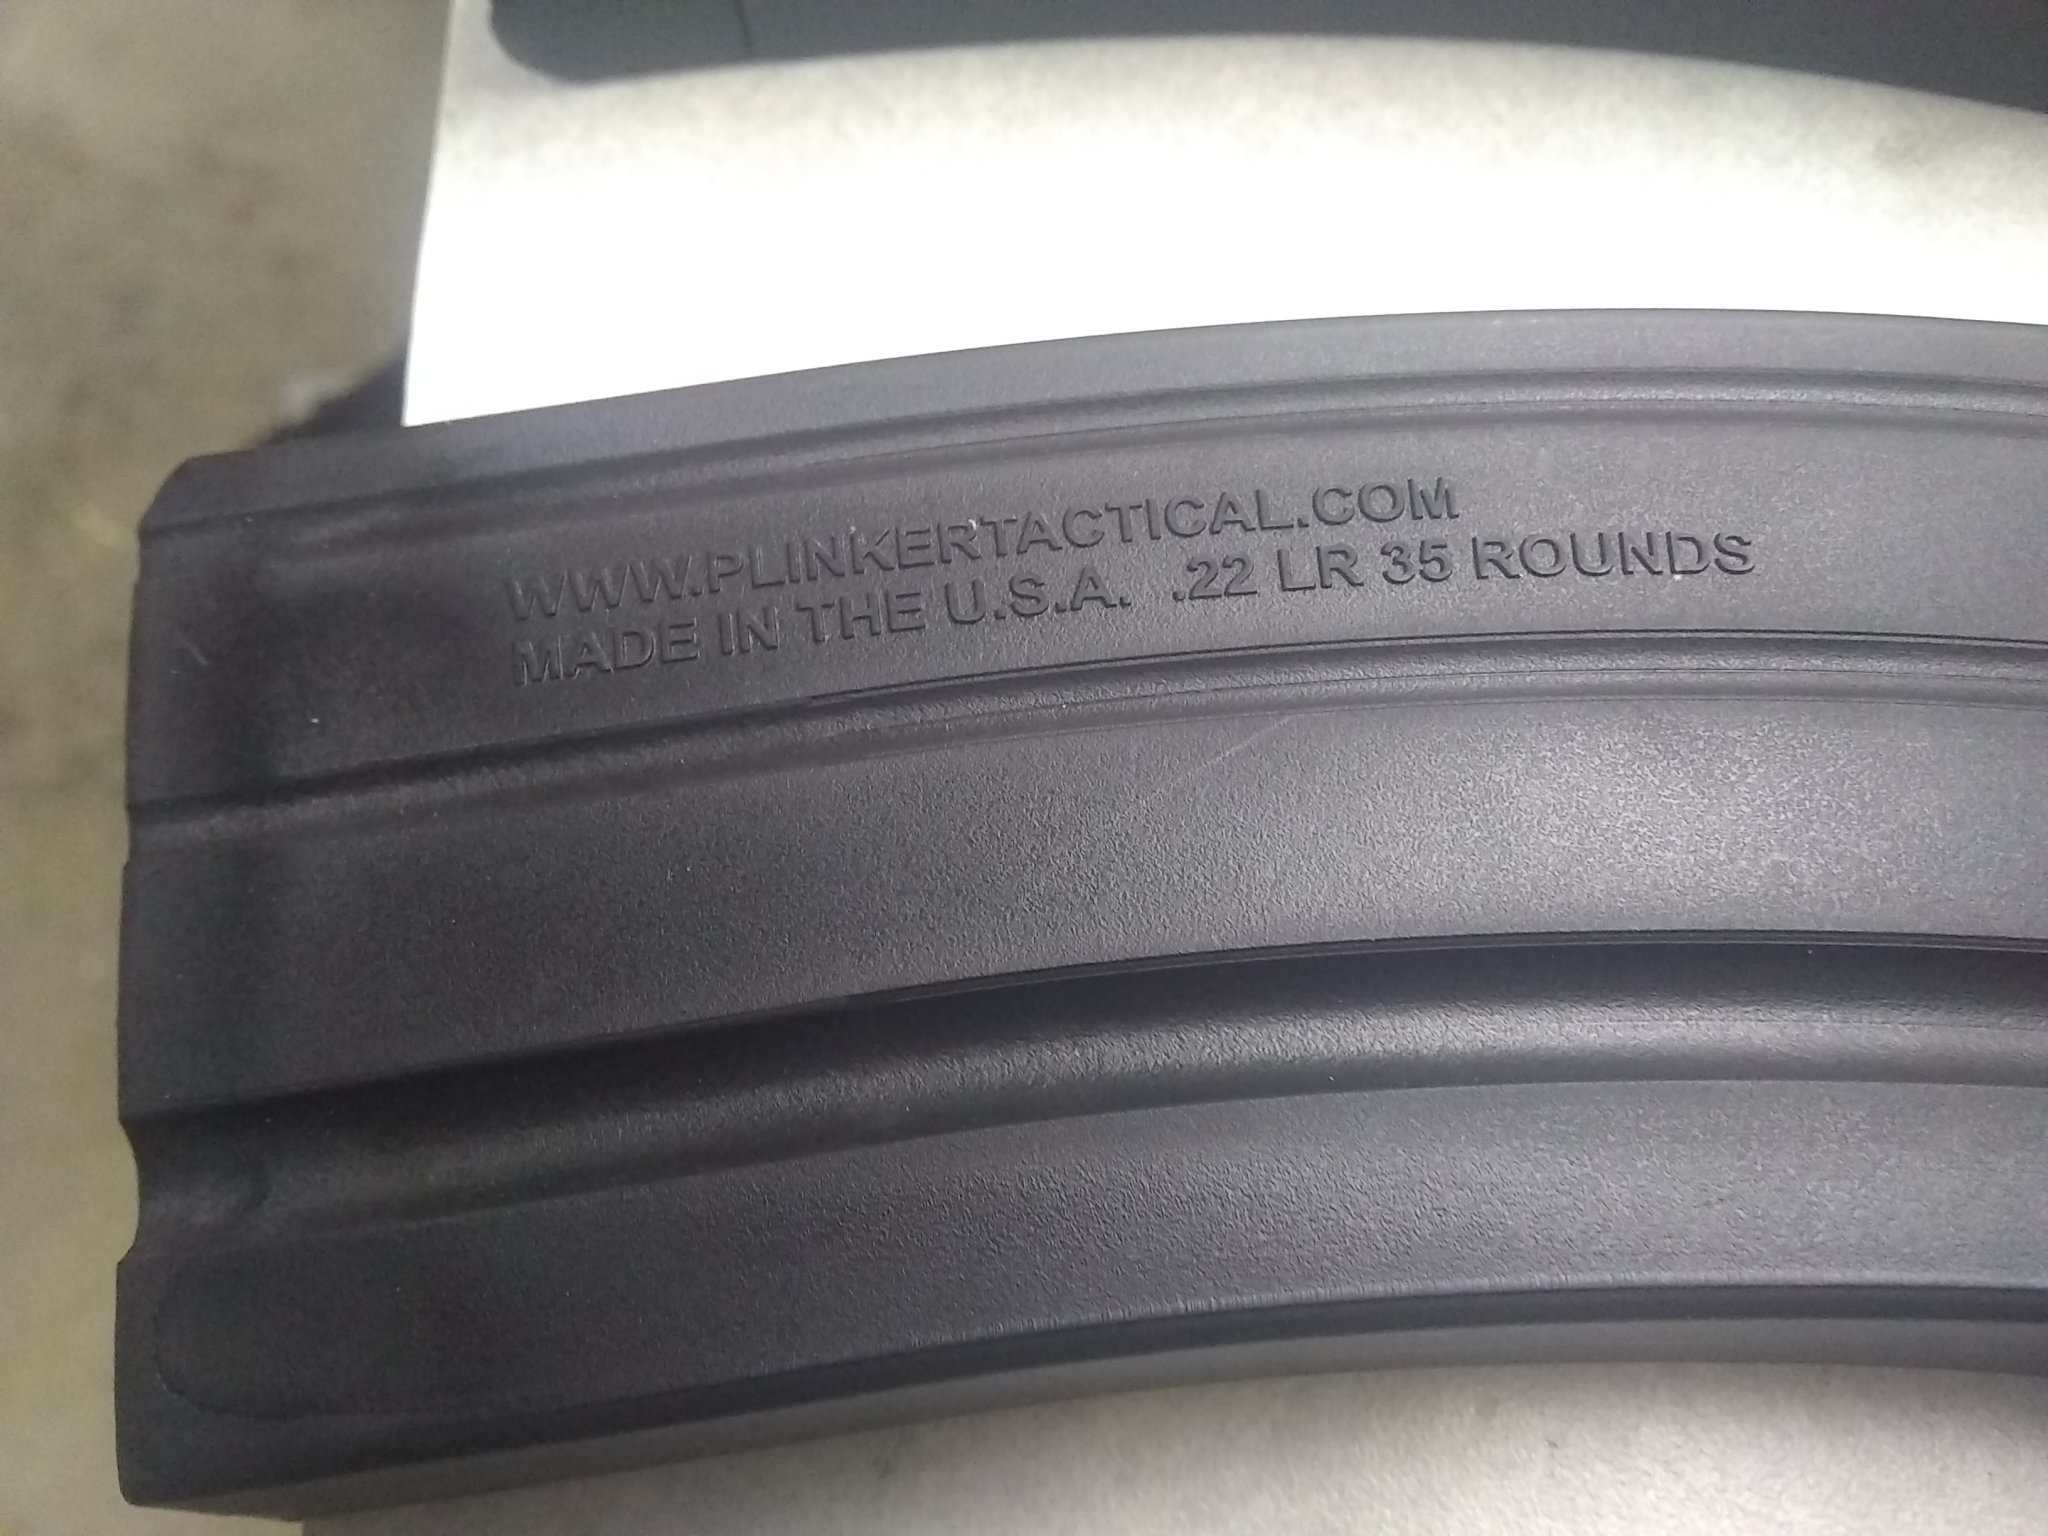 WWW.PLINKERTACTICAL.COM
MADE IN THE U.S.A. .22 LR 35 ROUNDS